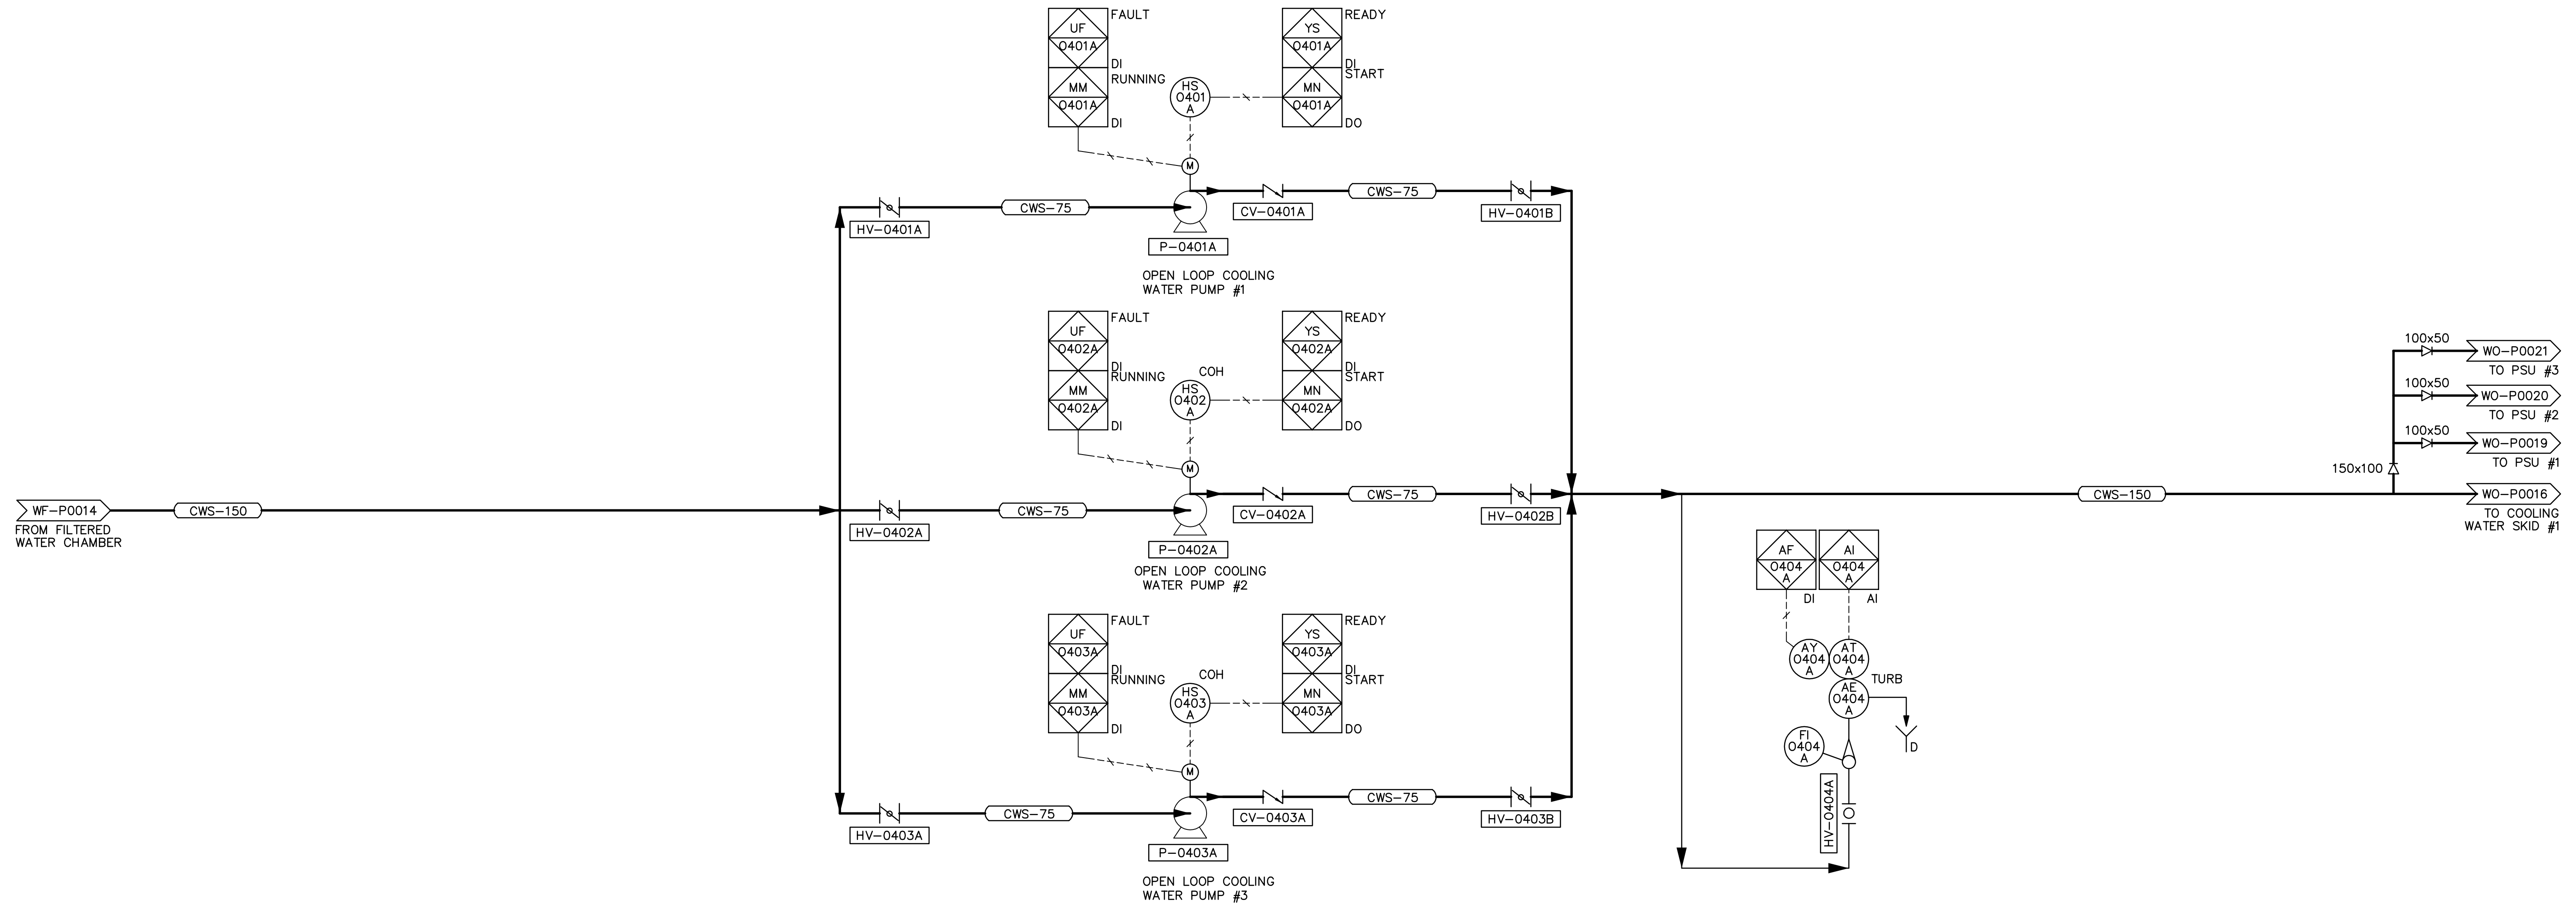 FAULT
UF
0401A
DI
RUNNING
MM
0401A
DI
HS
0401
A
READY
YS
0401A
DI
START
MN
0401A
DO
M
CWS-75
HV-0401A
P-0401A
OPEN LOOP COOLING
WATER PUMP #1
CV-0401A
CWS-75
HV-0401B
FAULT
UF
0402A
DI
RUNNING
MM
0402A
DI
COH
HS
0402
A
READY
YS
0402A
DI
START
MN
0402A
DO
M
WF-P0014
FROM FILTERED
WATER CHAMBER
CWS-150
HV-0402A
CWS-75
P-0402A
OPEN LOOP COOLING
WATER PUMP #2
CV-0402A
CWS-75
HV-0402B
FAULT
UF
0403A
DI
RUNNING
MM
0403A
DI
COH
HS
0403
A
READY
YS
0403A
DI
START
MN
0403A
DO
M
HV-0403A
CWS-75
P-0403A
OPEN LOOP COOLING
WATER PUMP #3
CV-0403A
CWS-75
HV-0403B
AF
0404
A
DI
AI
0404
A
AI
AY
0404
A
AT
0404
A
TURB
AE
0404
A
D
FI
0404
A
HV-0404A
CWS-150
150x100
100x50
WO-P0021
TO PSU #3
100x50
WO-P0020
TO PSU #2
100x50
WO-P0019
TO PSU #1
WO-P0016
TO COOLING
WATER SKID #1